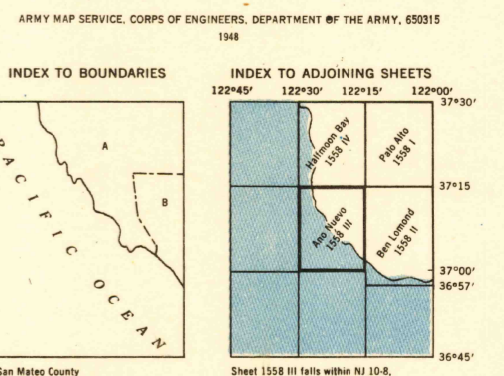 ARMY MAP SERVICE, CORPS OF ENGINEERS, DEPARTMENT OF THE ARMY, 650315
1948
INDEX TO BOUNDARIES
A
B
PACIFIC OCEAN
San Mateo County
INDEX TO ADJOINING SHEETS
122°45' 122°30' 122°15' 122°00'
37°30'
Halfmoon Bay
1558 IV
Palo Alto
1558 I
37°15
Ano Nuevo
1558 III
Ben Lomond
1558 II
37°00'
36°57'
36°45'
Sheet 1558 III falls within NJ 10-8,